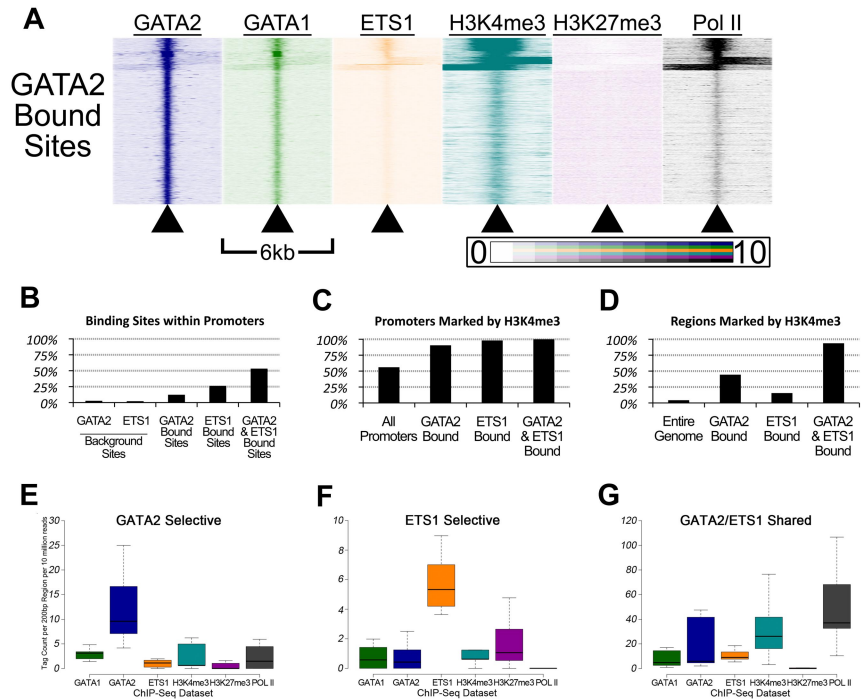 A
GATA2 GATA1 ETS1 H3K4me3 H3K27me3 Pol II
GATA2
Bound
Sites
6kb
0 10
B
Binding Sites within Promoters
100%
75%
50%
25%
0%
GATA2 ETS1 GATA2 Bound Sites ETS1 Bound Sites GATA2 & ETS1 Bound Sites
Background Sites
C
Promoters Marked by H3K4me3
100%
75%
50%
25%
0%
All Promoters GATA2 Bound ETS1 Bound GATA2 & ETS1 Bound
D
Regions Marked by H3K4me3
100%
75%
50%
25%
0%
Entire Genome GATA2 Bound ETS1 Bound GATA2 & ETS1 Bound
E
GATA2 Selective
Tag Count per 200bp Region per 10 million reads
30
25
20
15
10
5
0
GATA1 GATA2 ETS1 H3K4me3 H3K27me3 POL II
ChIP-Seq Dataset
F
ETS1 Selective
10
8
6
4
2
0
GATA1 GATA2 ETS1 H3K4me3 H3K27me3 POL II
ChIP-Seq Dataset
G
GATA2/ETS1 Shared
120
100
80
60
40
20
0
GATA1 GATA2 ETS1 H3K4me3 H3K27me3 POL II
ChIP-Seq Dataset